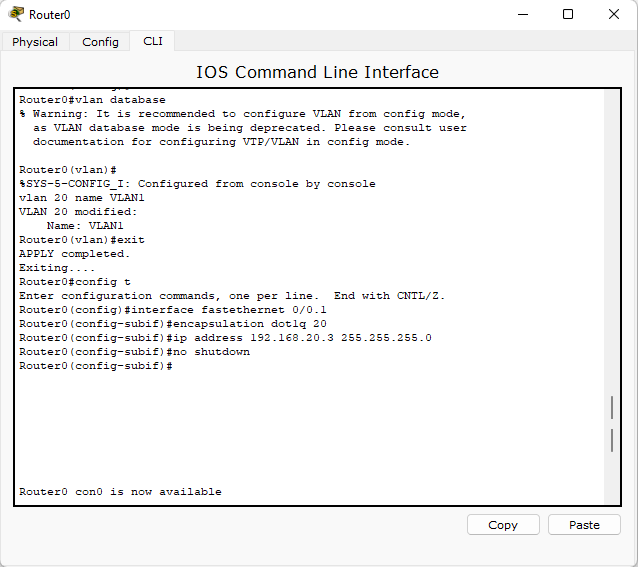 Router0
Physical Config CLI
IOS Command Line Interface
Router0#vlan database
% Warning: It is recommended to configure VLAN from config mode,
  as VLAN database mode is being deprecated. Please consult user
  documentation for configuring VTP/VLAN in config mode.

Router0(vlan)#
%SYS-5-CONFIG_I: Configured from console by console
vlan 20 name VLAN1
VLAN 20 modified:
    Name: VLAN1
Router0(vlan)#exit
APPLY completed.
Exiting....
Router0#config t
Enter configuration commands, one per line.  End with CNTL/Z.
Router0(config)#interface fastethernet 0/0.1
Router0(config-subif)#encapsulation dot1q 20
Router0(config-subif)#ip address 192.168.20.3 255.255.255.0
Router0(config-subif)#no shutdown
Router0(config-subif)#
Router0 con0 is now available
Copy Paste